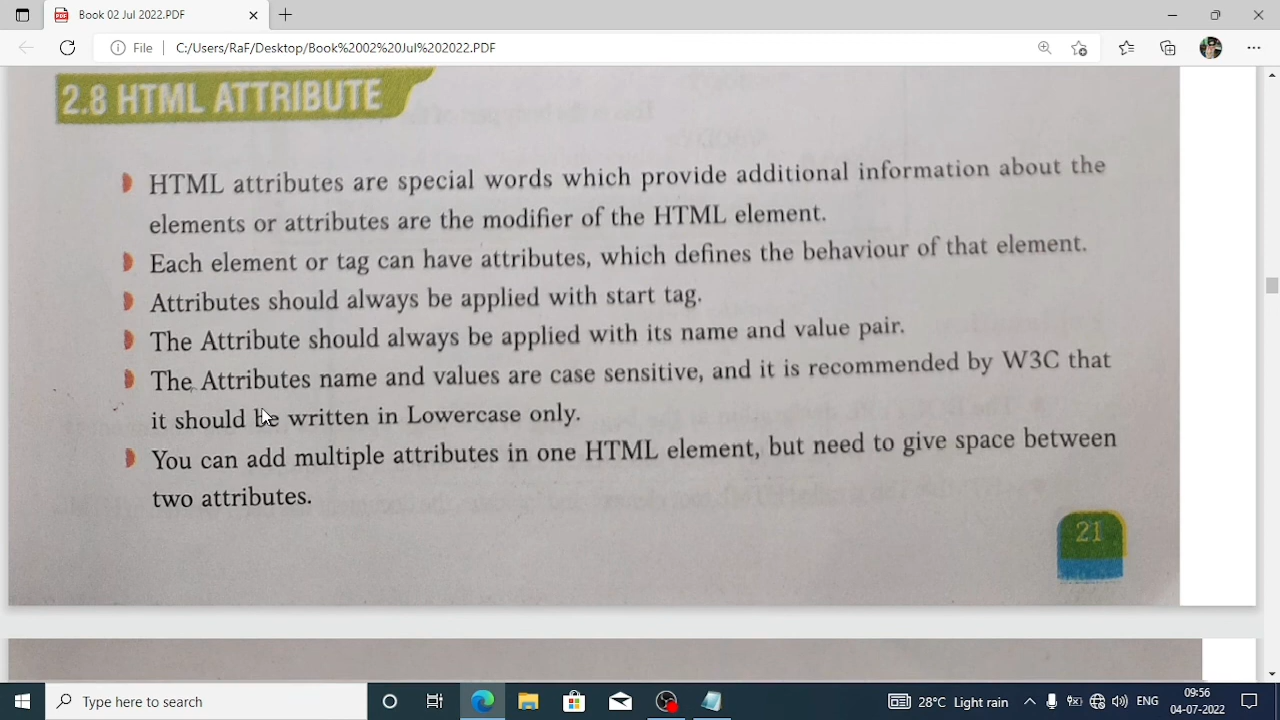 Book 02 Jul 2022.PDF
File
C:/Users/RaF/Desktop/Book%2002%20Jul%202022.PDF
2.8 HTML ATTRIBUTE
HTML attributes are special words which provide additional information about the
elements or attributes are the modifier of the HTML element.
Each element or tag can have attributes, which defines the behaviour of that element.
Attributes should always be applied with start tag.
The Attribute should always be applied with its name and value pair.
The Attributes name and values are case sensitive, and it is recommended by W3C that
it should be written in Lowercase only.
You can add multiple attributes in one HTML element, but need to give space between
two attributes.
21
Type here to search
28°C Light rain
ENG
09:56
04-07-2022